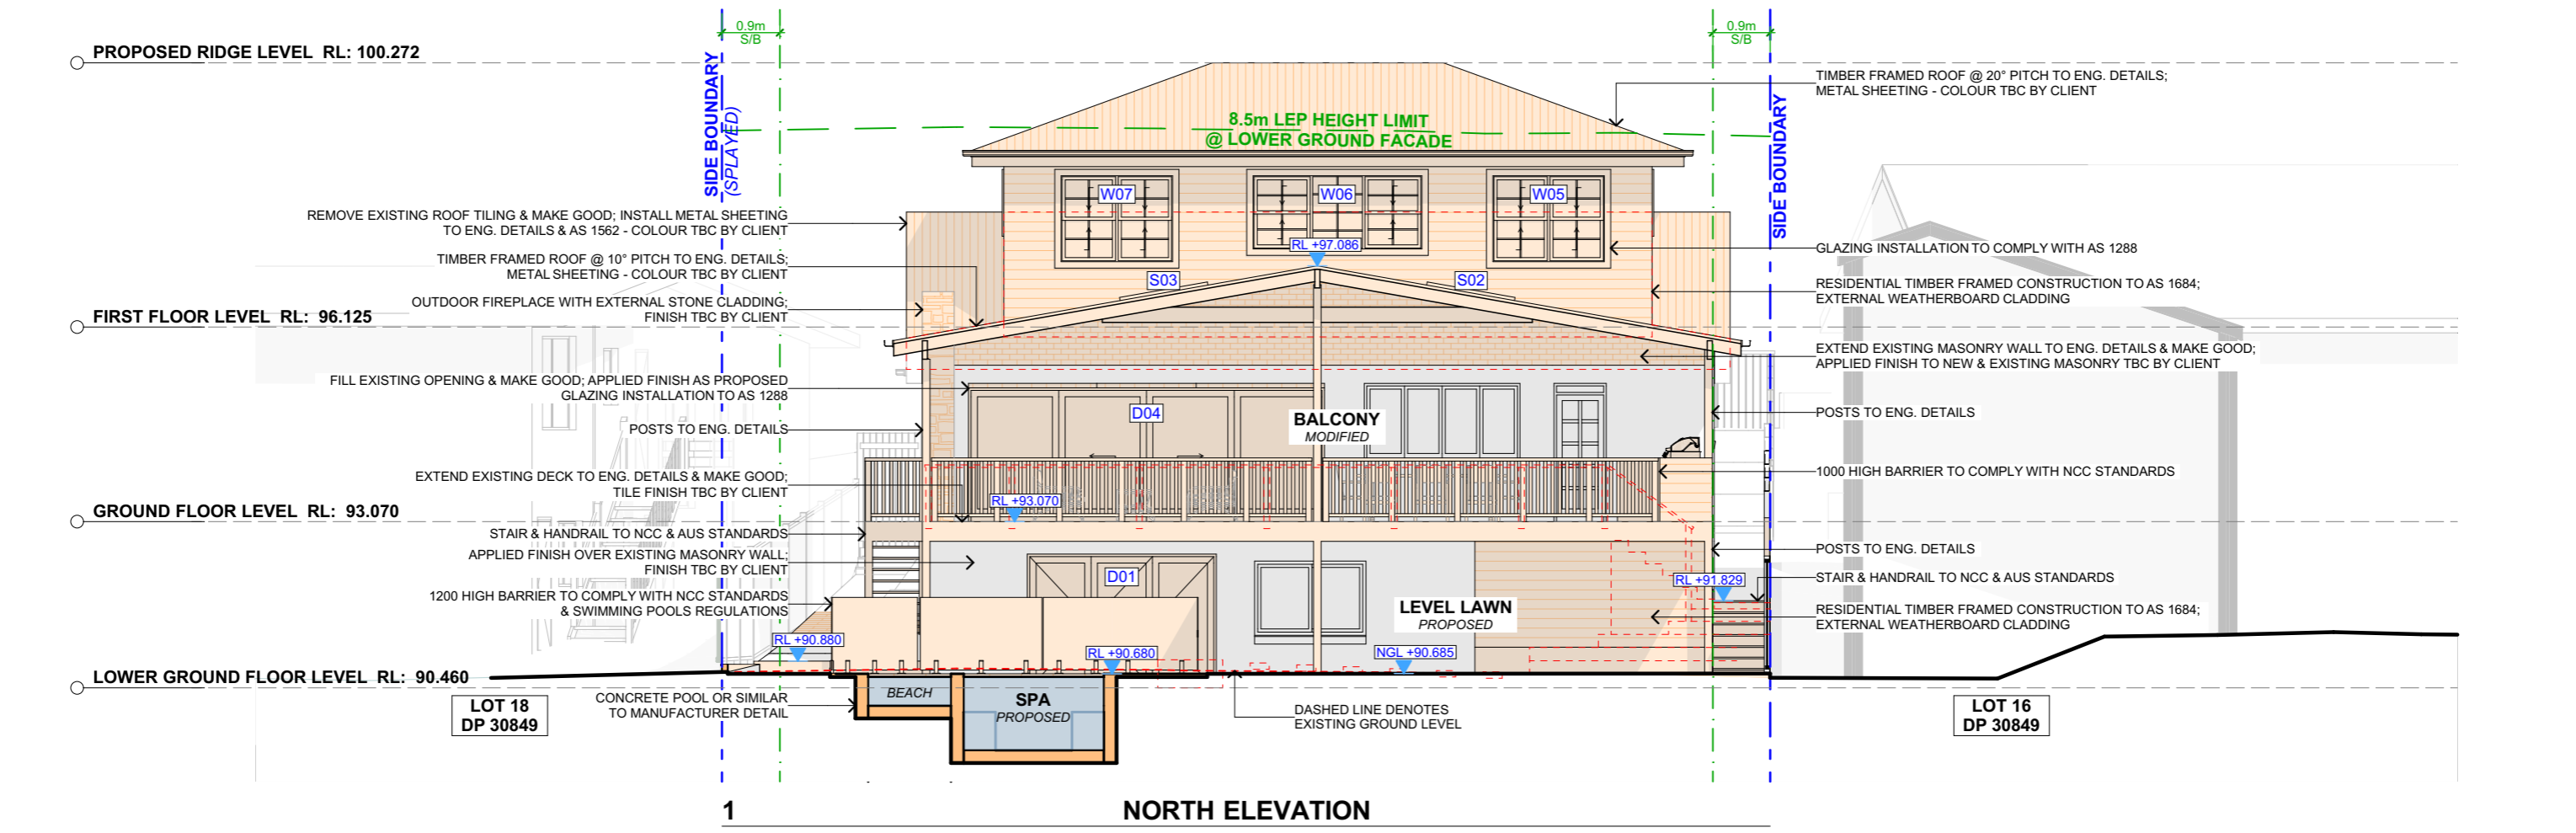 0.9m
S/B
0.9m
S/B
PROPOSED RIDGE LEVEL RL: 100.272
SIDE BOUNDARY
(SPLAYED)
SIDE BOUNDARY
TIMBER FRAMED ROOF @ 20° PITCH TO ENG. DETAILS;
METAL SHEETING - COLOUR TBC BY CLIENT
8.5m LEP HEIGHT LIMIT
@ LOWER GROUND FACADE
W07
W06
W05
REMOVE EXISTING ROOF TILING & MAKE GOOD; INSTALL METAL SHEETING
TO ENG. DETAILS & AS 1562 - COLOUR TBC BY CLIENT
RL +97.086
GLAZING INSTALLATION TO COMPLY WITH AS 1288
TIMBER FRAMED ROOF @ 10° PITCH TO ENG. DETAILS;
METAL SHEETING - COLOUR TBC BY CLIENT
S03
S02
RESIDENTIAL TIMBER FRAMED CONSTRUCTION TO AS 1684;
EXTERNAL WEATHERBOARD CLADDING
OUTDOOR FIREPLACE WITH EXTERNAL STONE CLADDING;
FINISH TBC BY CLIENT
FIRST FLOOR LEVEL RL: 96.125
EXTEND EXISTING MASONRY WALL TO ENG. DETAILS & MAKE GOOD;
APPLIED FINISH TO NEW & EXISTING MASONRY TBC BY CLIENT
FILL EXISTING OPENING & MAKE GOOD; APPLIED FINISH AS PROPOSED
GLAZING INSTALLATION TO AS 1288
D04
BALCONY
MODIFIED
POSTS TO ENG. DETAILS
POSTS TO ENG. DETAILS
EXTEND EXISTING DECK TO ENG. DETAILS & MAKE GOOD;
TILE FINISH TBC BY CLIENT
1000 HIGH BARRIER TO COMPLY WITH NCC STANDARDS
RL +93.070
GROUND FLOOR LEVEL RL: 93.070
STAIR & HANDRAIL TO NCC & AUS STANDARDS
APPLIED FINISH OVER EXISTING MASONRY WALL;
FINISH TBC BY CLIENT
POSTS TO ENG. DETAILS
D01
RL +91.829
STAIR & HANDRAIL TO NCC & AUS STANDARDS
1200 HIGH BARRIER TO COMPLY WITH NCC STANDARDS
& SWIMMING POOLS REGULATIONS
LEVEL LAWN
PROPOSED
RESIDENTIAL TIMBER FRAMED CONSTRUCTION TO AS 1684;
EXTERNAL WEATHERBOARD CLADDING
RL +90.880
RL +90.680
NGL +90.685
LOWER GROUND FLOOR LEVEL RL: 90.460
LOT 18
DP 30849
CONCRETE POOL OR SIMILAR
TO MANUFACTURER DETAIL
BEACH
SPA
PROPOSED
DASHED LINE DENOTES
EXISTING GROUND LEVEL
LOT 16
DP 30849
1 NORTH ELEVATION